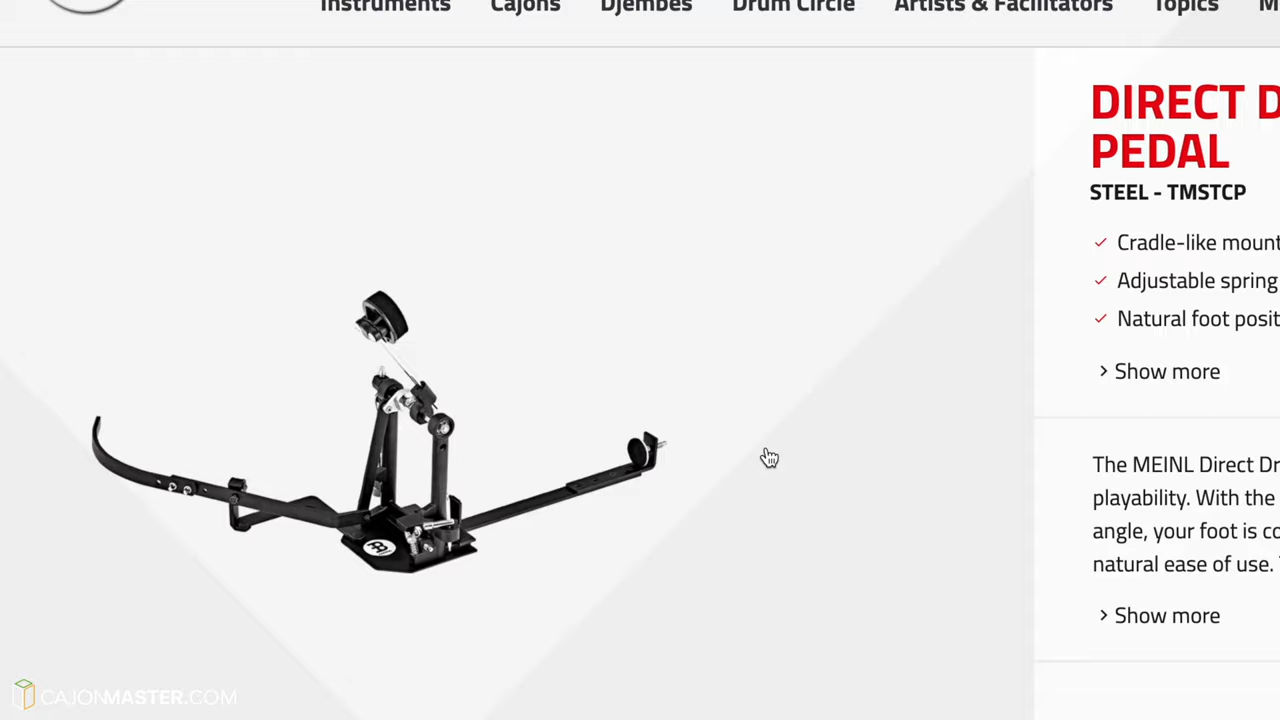 Instruments Cajons Djembes Drum Circle Artists & Facilitators Topics M
DIRECT D
PEDAL
STEEL - TMSTCP
Cradle-like mount
Adjustable spring
Natural foot posit
Show more
The MEINL Direct Dr
playability. With the
angle, your foot is co
natural ease of use. T
Show more
CAJONMASTER.COM